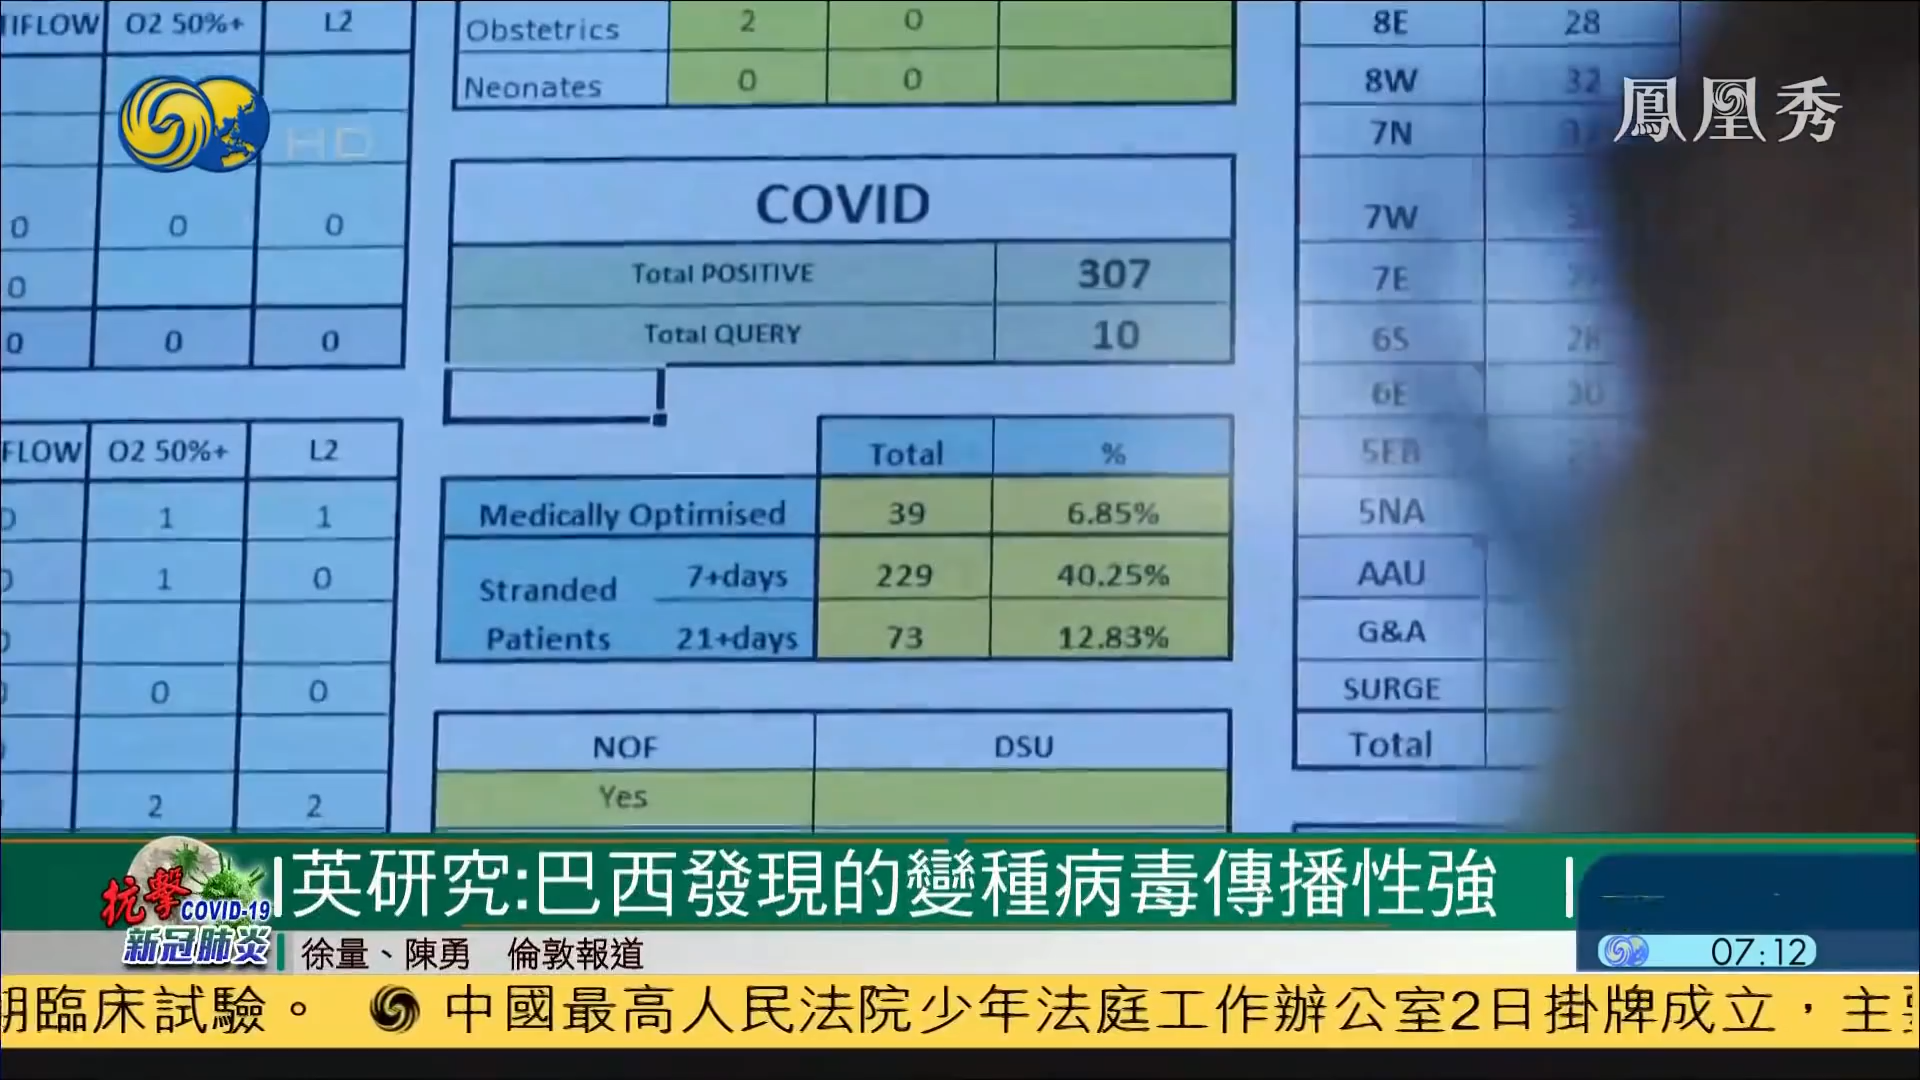 O2 50%+ L2
Obstetrics 2 0
Neonates 0 0
8E 28
8W 32
7N
7W
7E
6S 28
6E 30
5NA
AAU
G&A
SURGE
Total
HD
鳳凰秀
0 0 0
0
0 0 0
COVID
Total POSITIVE 307
Total QUERY 10
FLOW O2 50%+ L2
1 1
1 0
0 0
2 2
Total %
Medically Optimised 39 6.85%
Stranded Patients 7+days 229 40.25%
21+days 73 12.83%
NOF DSU
Yes
抗擊 COVID-19
新冠肺炎
英研究:巴西發現的變種病毒傳播性強
徐量、陳勇 倫敦報道
07:12
期臨床試驗。 中國最高人民法院少年法庭工作辦公室2日掛牌成立，主